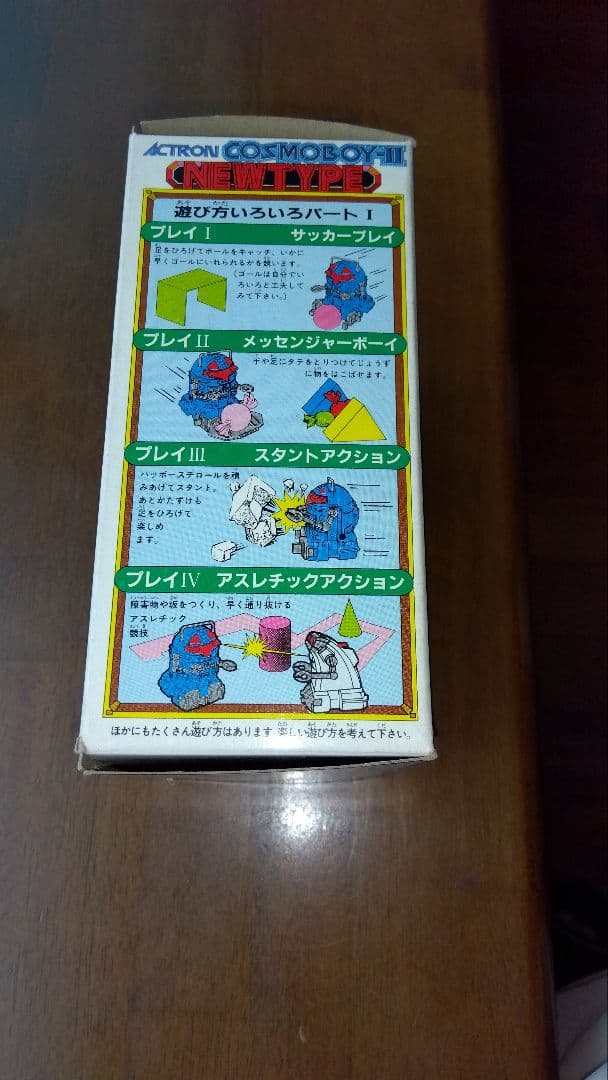 ACTRON COSMOBOY-II
NEWTYPE
遊び方いろいろパートⅠ
プレイⅠ サッカープレイ
足をひろげてボールをキャッチ、いかに
早くゴールにいれられるかを競います。
(ゴールは自分でい
ろいろと工夫して
みて下さい。)
プレイⅡ メッセンジャーボーイ
手や足にタテをとりつけてじょうず
に物をはこばせます。
プレイⅢ スタントアクション
ハッポースチロールを積
みあげてスタント。
あとかたずけも
足をひろげて
楽しめ
ます。
プレイⅣ アスレチックアクション
障害物や坂をつくり、早く通り抜ける
アスレチック
競技
ほかにもたくさん遊び方はあります 楽しい遊び方を考えて下さい。